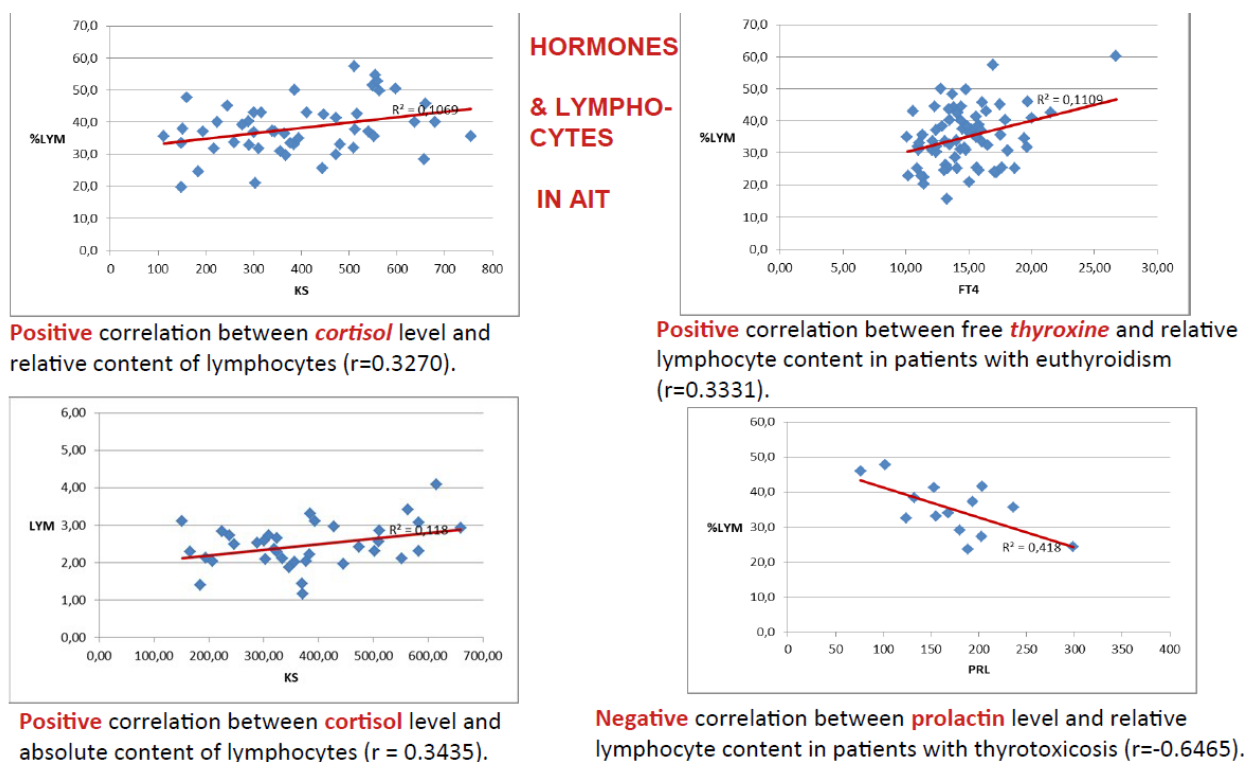 70,0
60,0
50,0
40,0
30,0
20,0
10,0
0,0
%LYM
R² = 0,1069
0 100 200 300 400 500 600 700 800
KS
Positive correlation between cortisol level and
relative content of lymphocytes (r=0.3270).
HORMONES
& LYMPHO-
CYTES
IN AIT
70,0
60,0
50,0
40,0
30,0
20,0
10,0
0,0
%LYM
R² = 0,1109
0,00 5,00 10,00 15,00 20,00 25,00 30,00
FT4
Positive correlation between free thyroxine and relative
lymphocyte content in patients with euthyroidism
(r=0.3331).
6,00
5,00
4,00
3,00
2,00
1,00
0,00
LYM
R² = 0,118
0,00 100,00 200,00 300,00 400,00 500,00 600,00 700,00
KS
Positive correlation between cortisol level and
absolute content of lymphocytes (r = 0.3435).
60,0
50,0
40,0
30,0
20,0
10,0
0,0
%LYM
R² = 0,418
0 50 100 150 200 250 300 350 400
PRL
Negative correlation between prolactin level and relative
lymphocyte content in patients with thyrotoxicosis (r=-0.6465).